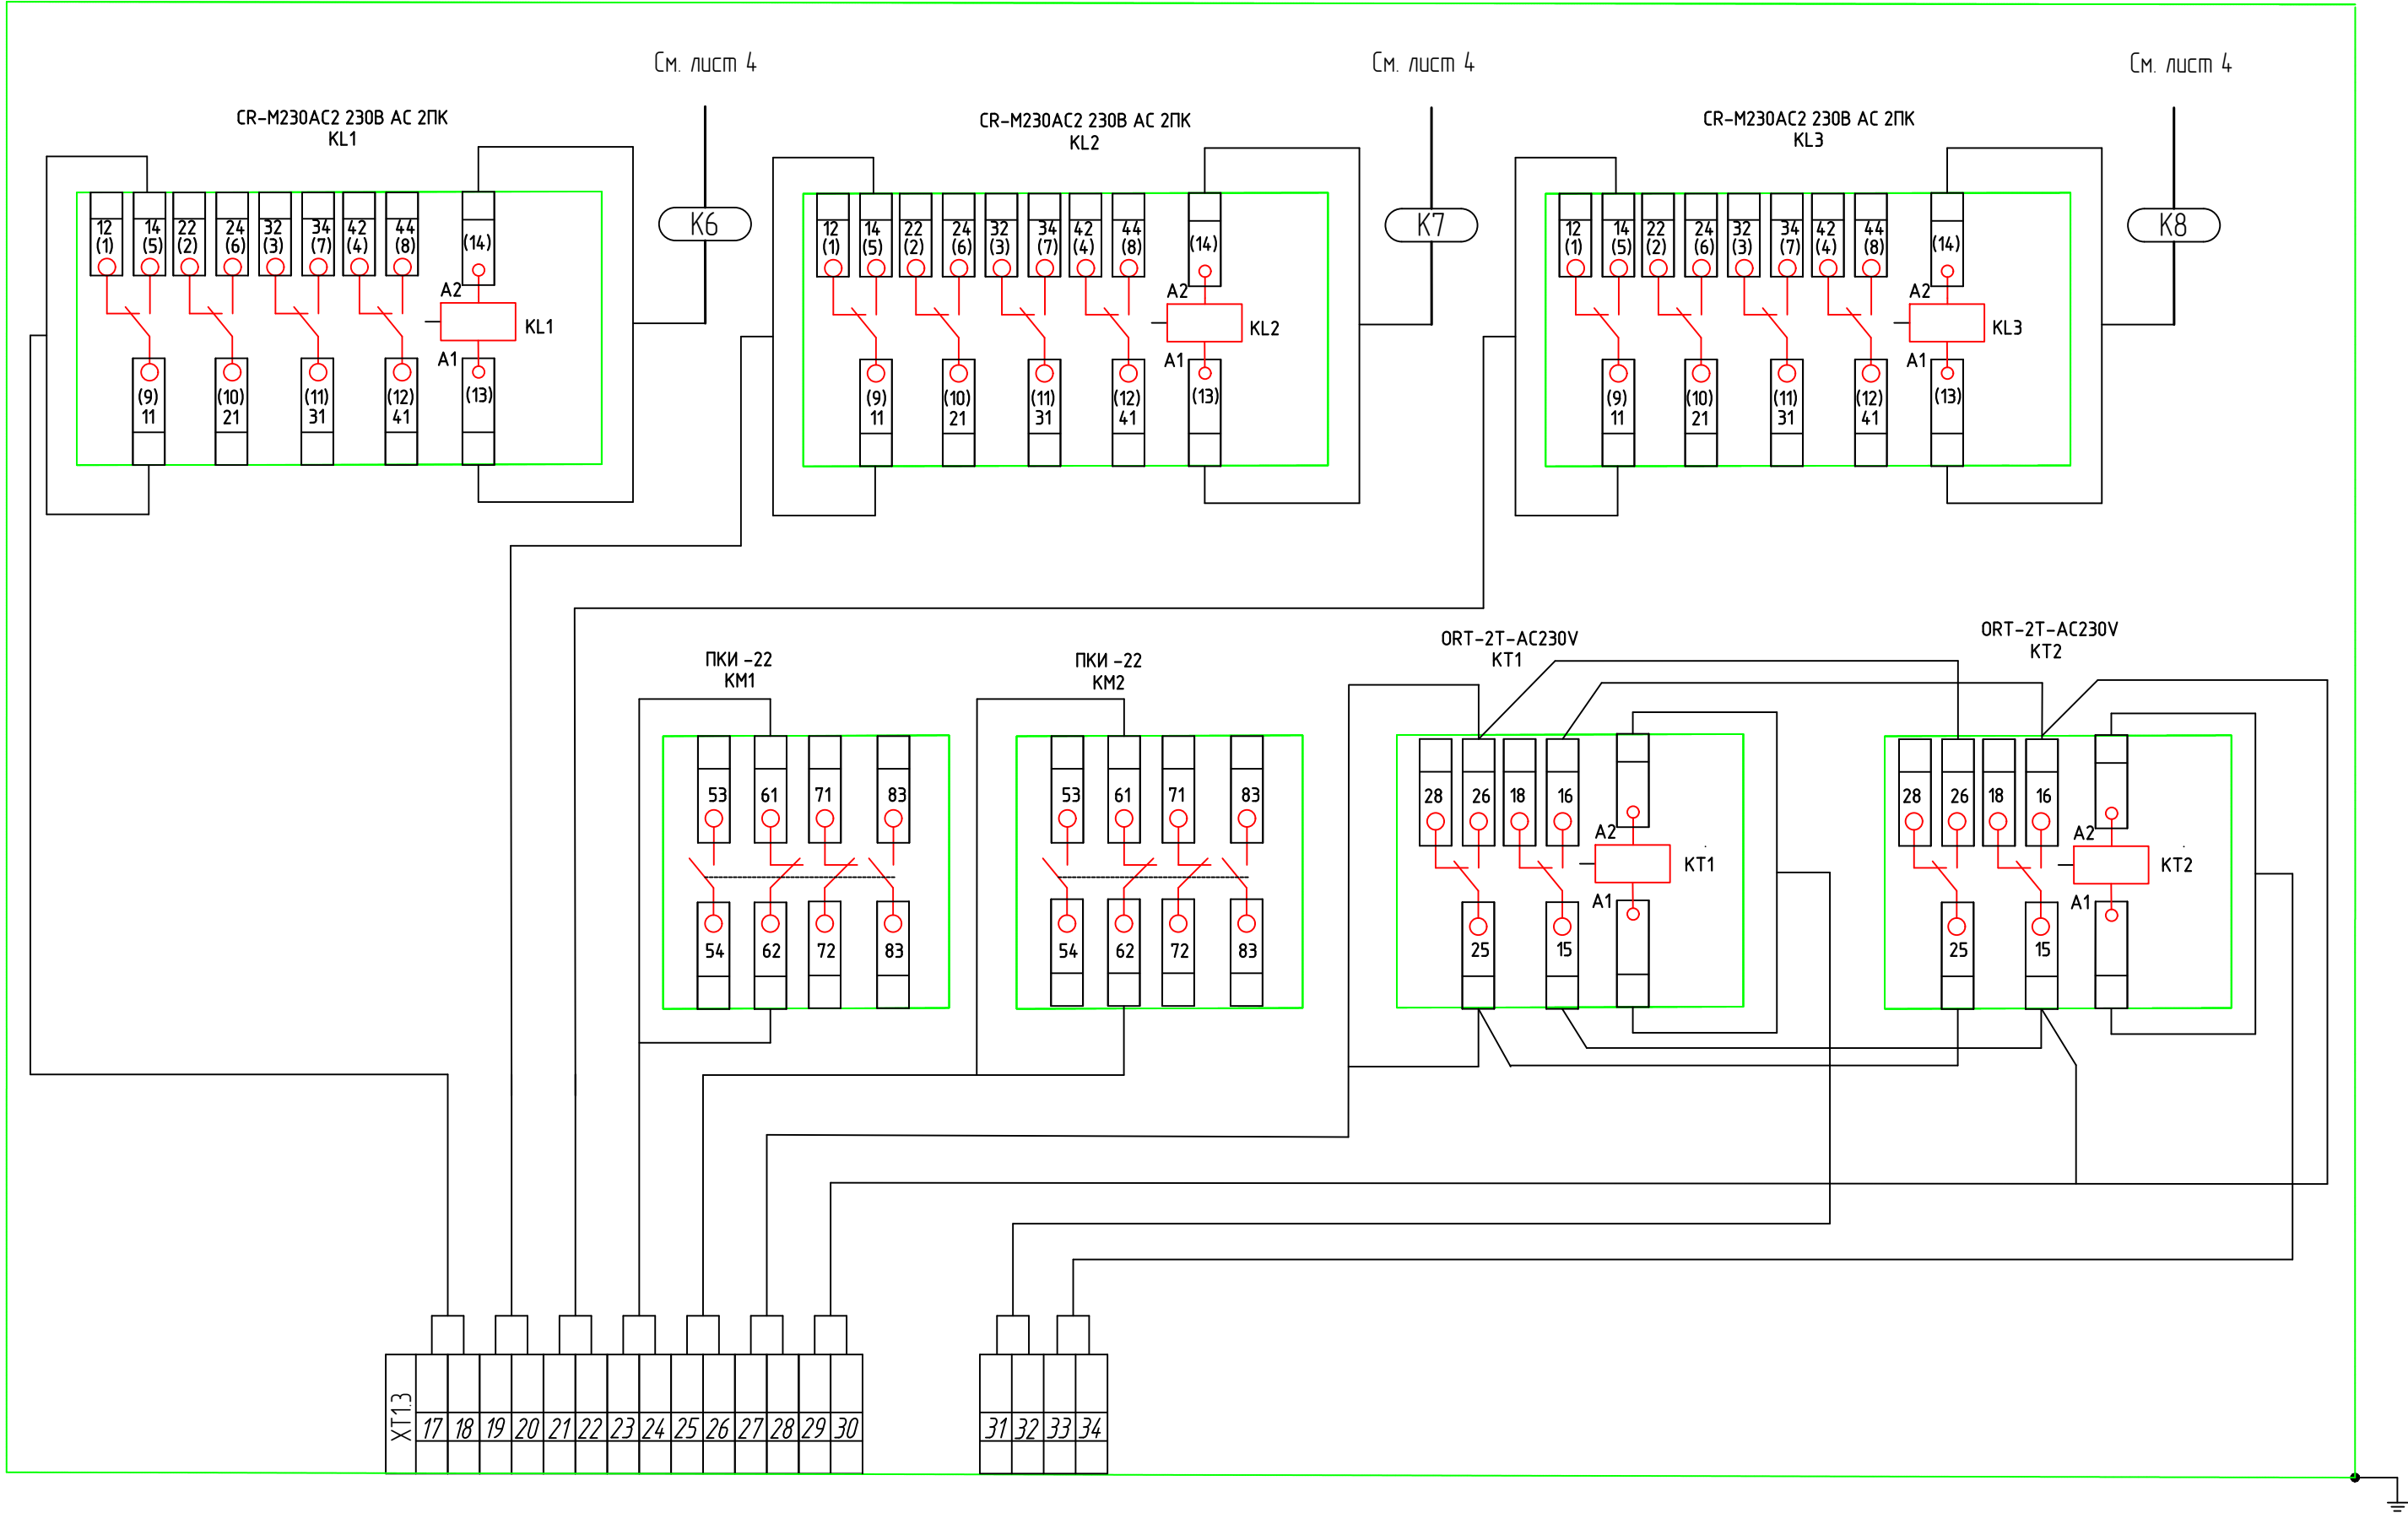 См. лист 4
См. лист 4
См. лист 4
CR-M230AC2 230В АС 2ПК
KL1
CR-M230AC2 230В АС 2ПК
KL2
CR-M230AC2 230В АС 2ПК
KL3
12 14 22 24 32 34 42 44
(1) (5) (2) (6) (3) (7) (4) (8) (14)
K6
A2
KL1
A1
(9) (10) (11) (12) (13)
11 21 31 41
12 14 22 24 32 34 42 44
(1) (5) (2) (6) (3) (7) (4) (8) (14)
K7
A2
KL2
A1
(9) (10) (11) (12) (13)
11 21 31 41
12 14 22 24 32 34 42 44
(1) (5) (2) (6) (3) (7) (4) (8) (14)
K8
A2
KL3
A1
(9) (10) (11) (12) (13)
11 21 31 41
ПКИ -22
KM1
ПКИ -22
KM2
ORT-2T-AC230V
KT1
ORT-2T-AC230V
KT2
53 61 71 83
54 62 72 83
53 61 71 83
54 62 72 83
28 26 18 16
A2
KT1
A1
25 15
28 26 18 16
A2
KT2
A1
25 15
XT1.3
17 18 19 20 21 22 23 24 25 26 27 28 29 30
31 32 33 34